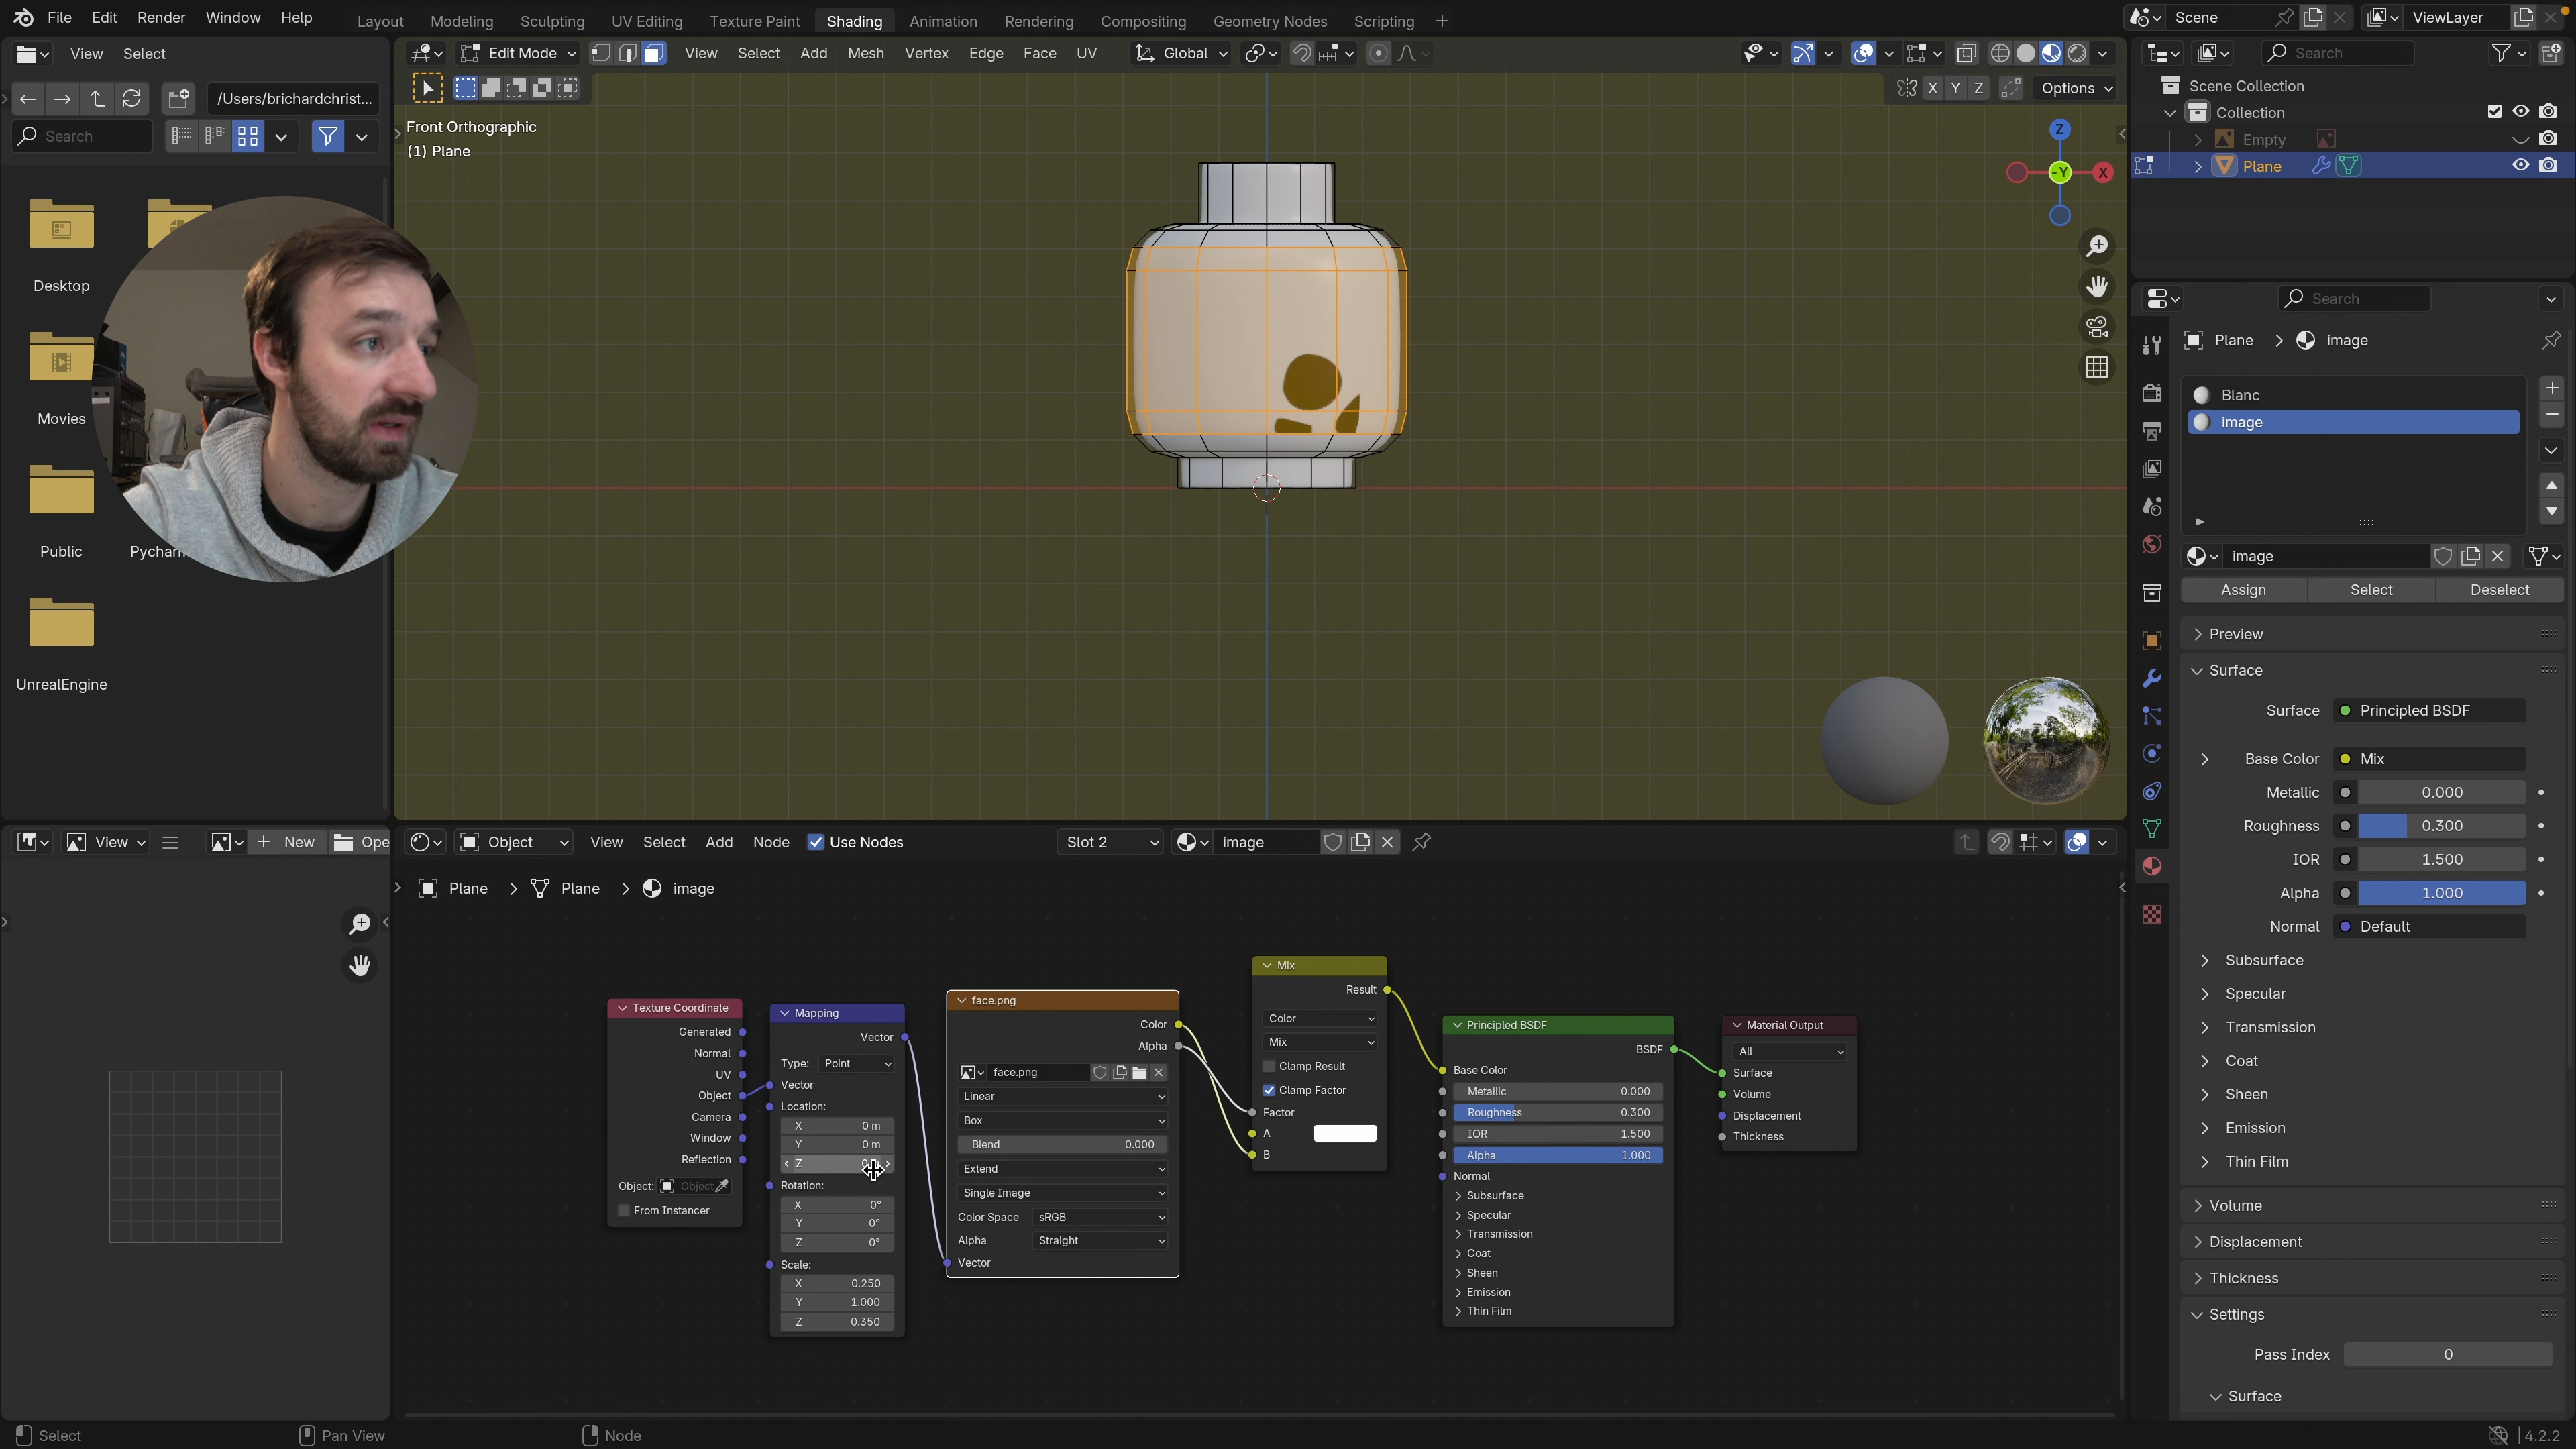 File Edit Render Window Help
Layout Modeling Sculpting UV Editing Texture Paint Shading Animation Rendering Compositing Geometry Nodes Scripting
Scene
ViewLayer
View Select
Edit Mode
View Select Add Mesh Vertex Edge Face UV
Global
Search
/Users/brichardchrist...
Search
X Y Z
Options
Front Orthographic
(1) Plane
Z
-Y
X
Scene Collection
Collection
Empty
Plane
Desktop
Movies
Public
UnrealEngine
Search
Plane > image
Blanc
image
image
Assign Select Deselect
Preview
Surface
Surface Principled BSDF
Base Color Mix
Metallic 0.000
Roughness 0.300
IOR 1.500
Alpha 1.000
Normal Default
Subsurface
Specular
Transmission
Coat
Sheen
Emission
Thin Film
Volume
Displacement
Thickness
Settings
Pass Index 0
Surface
View
New
Ope
Object
View Select Add Node
Use Nodes
Slot 2
image
Plane > Plane > image
Texture Coordinate
Generated
Normal
UV
Object
Camera
Window
Reflection
Object: Object
From Instancer
Mapping
Vector
Type: Point
Vector
Location:
X 0 m
Y 0 m
Z
Rotation:
X 0°
Y 0°
Z 0°
Scale:
X 0.250
Y 1.000
Z 0.350
face.png
Color
Alpha
face.png
Linear
Box
Blend 0.000
Extend
Single Image
Color Space sRGB
Alpha Straight
Vector
Mix
Result
Color
Mix
Clamp Result
Clamp Factor
Factor
A
B
Principled BSDF
BSDF
Base Color
Metallic 0.000
Roughness 0.300
IOR 1.500
Alpha 1.000
Normal
Subsurface
Specular
Transmission
Coat
Sheen
Emission
Thin Film
Material Output
All
Surface
Volume
Displacement
Thickness
Select
Pan View
Node
4.2.2